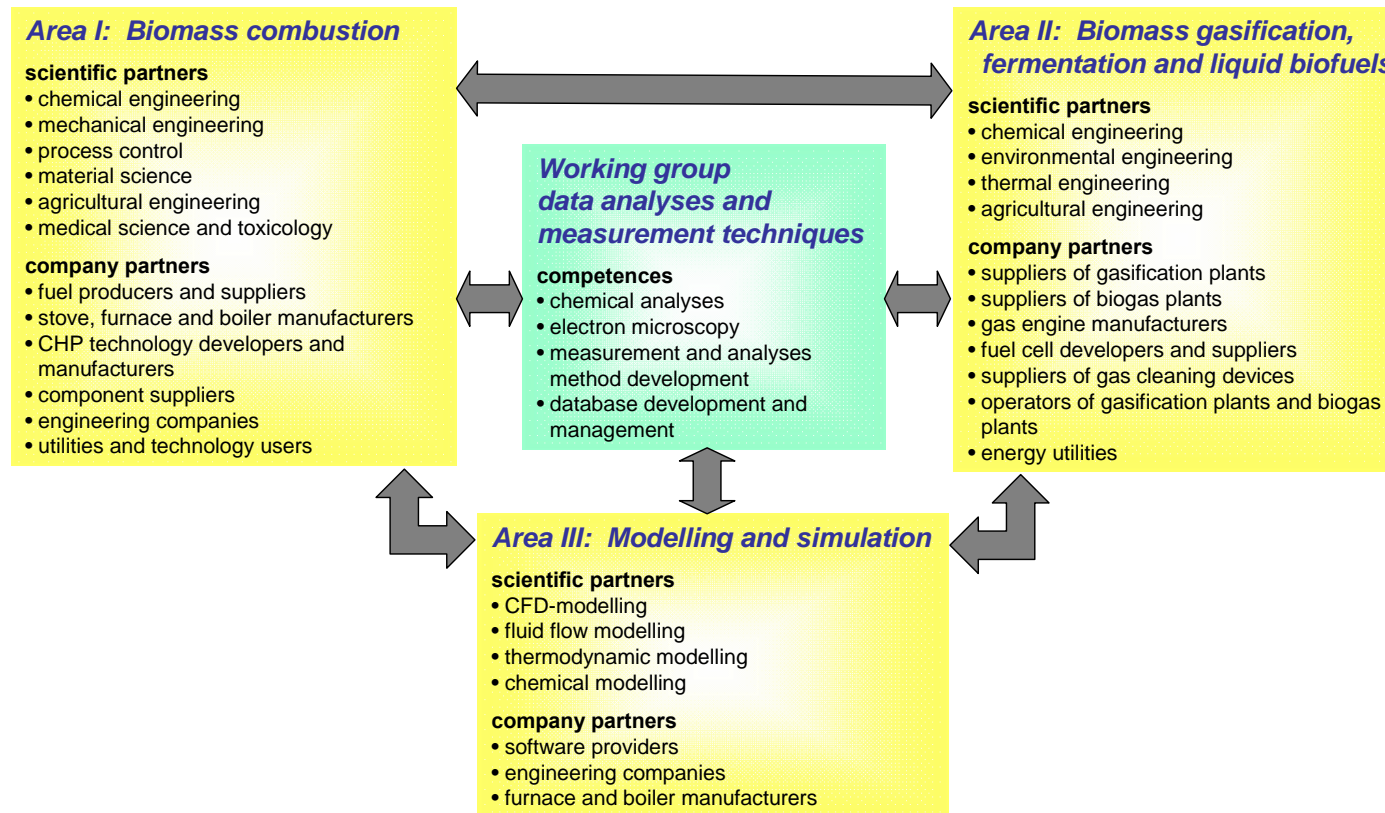 Area I: Biomass combustion
scientific partners
• chemical engineering
• mechanical engineering
• process control
• material science
• agricultural engineering
• medical science and toxicology
company partners
• fuel producers and suppliers
• stove, furnace and boiler manufacturers
• CHP technology developers and
manufacturers
• component suppliers
• engineering companies
• utilities and technology users
Working group
data analyses and
measurement techniques
competences
• chemical analyses
• electron microscopy
• measurement and analyses
method development
• database development and
management
Area II: Biomass gasification,
fermentation and liquid biofuels
scientific partners
• chemical engineering
• environmental engineering
• thermal engineering
• agricultural engineering
company partners
• suppliers of gasification plants
• suppliers of biogas plants
• gas engine manufacturers
• fuel cell developers and suppliers
• suppliers of gas cleaning devices
• operators of gasification plants and biogas
plants
• energy utilities
Area III: Modelling and simulation
scientific partners
• CFD-modelling
• fluid flow modelling
• thermodynamic modelling
• chemical modelling
company partners
• software providers
• engineering companies
• furnace and boiler manufacturers